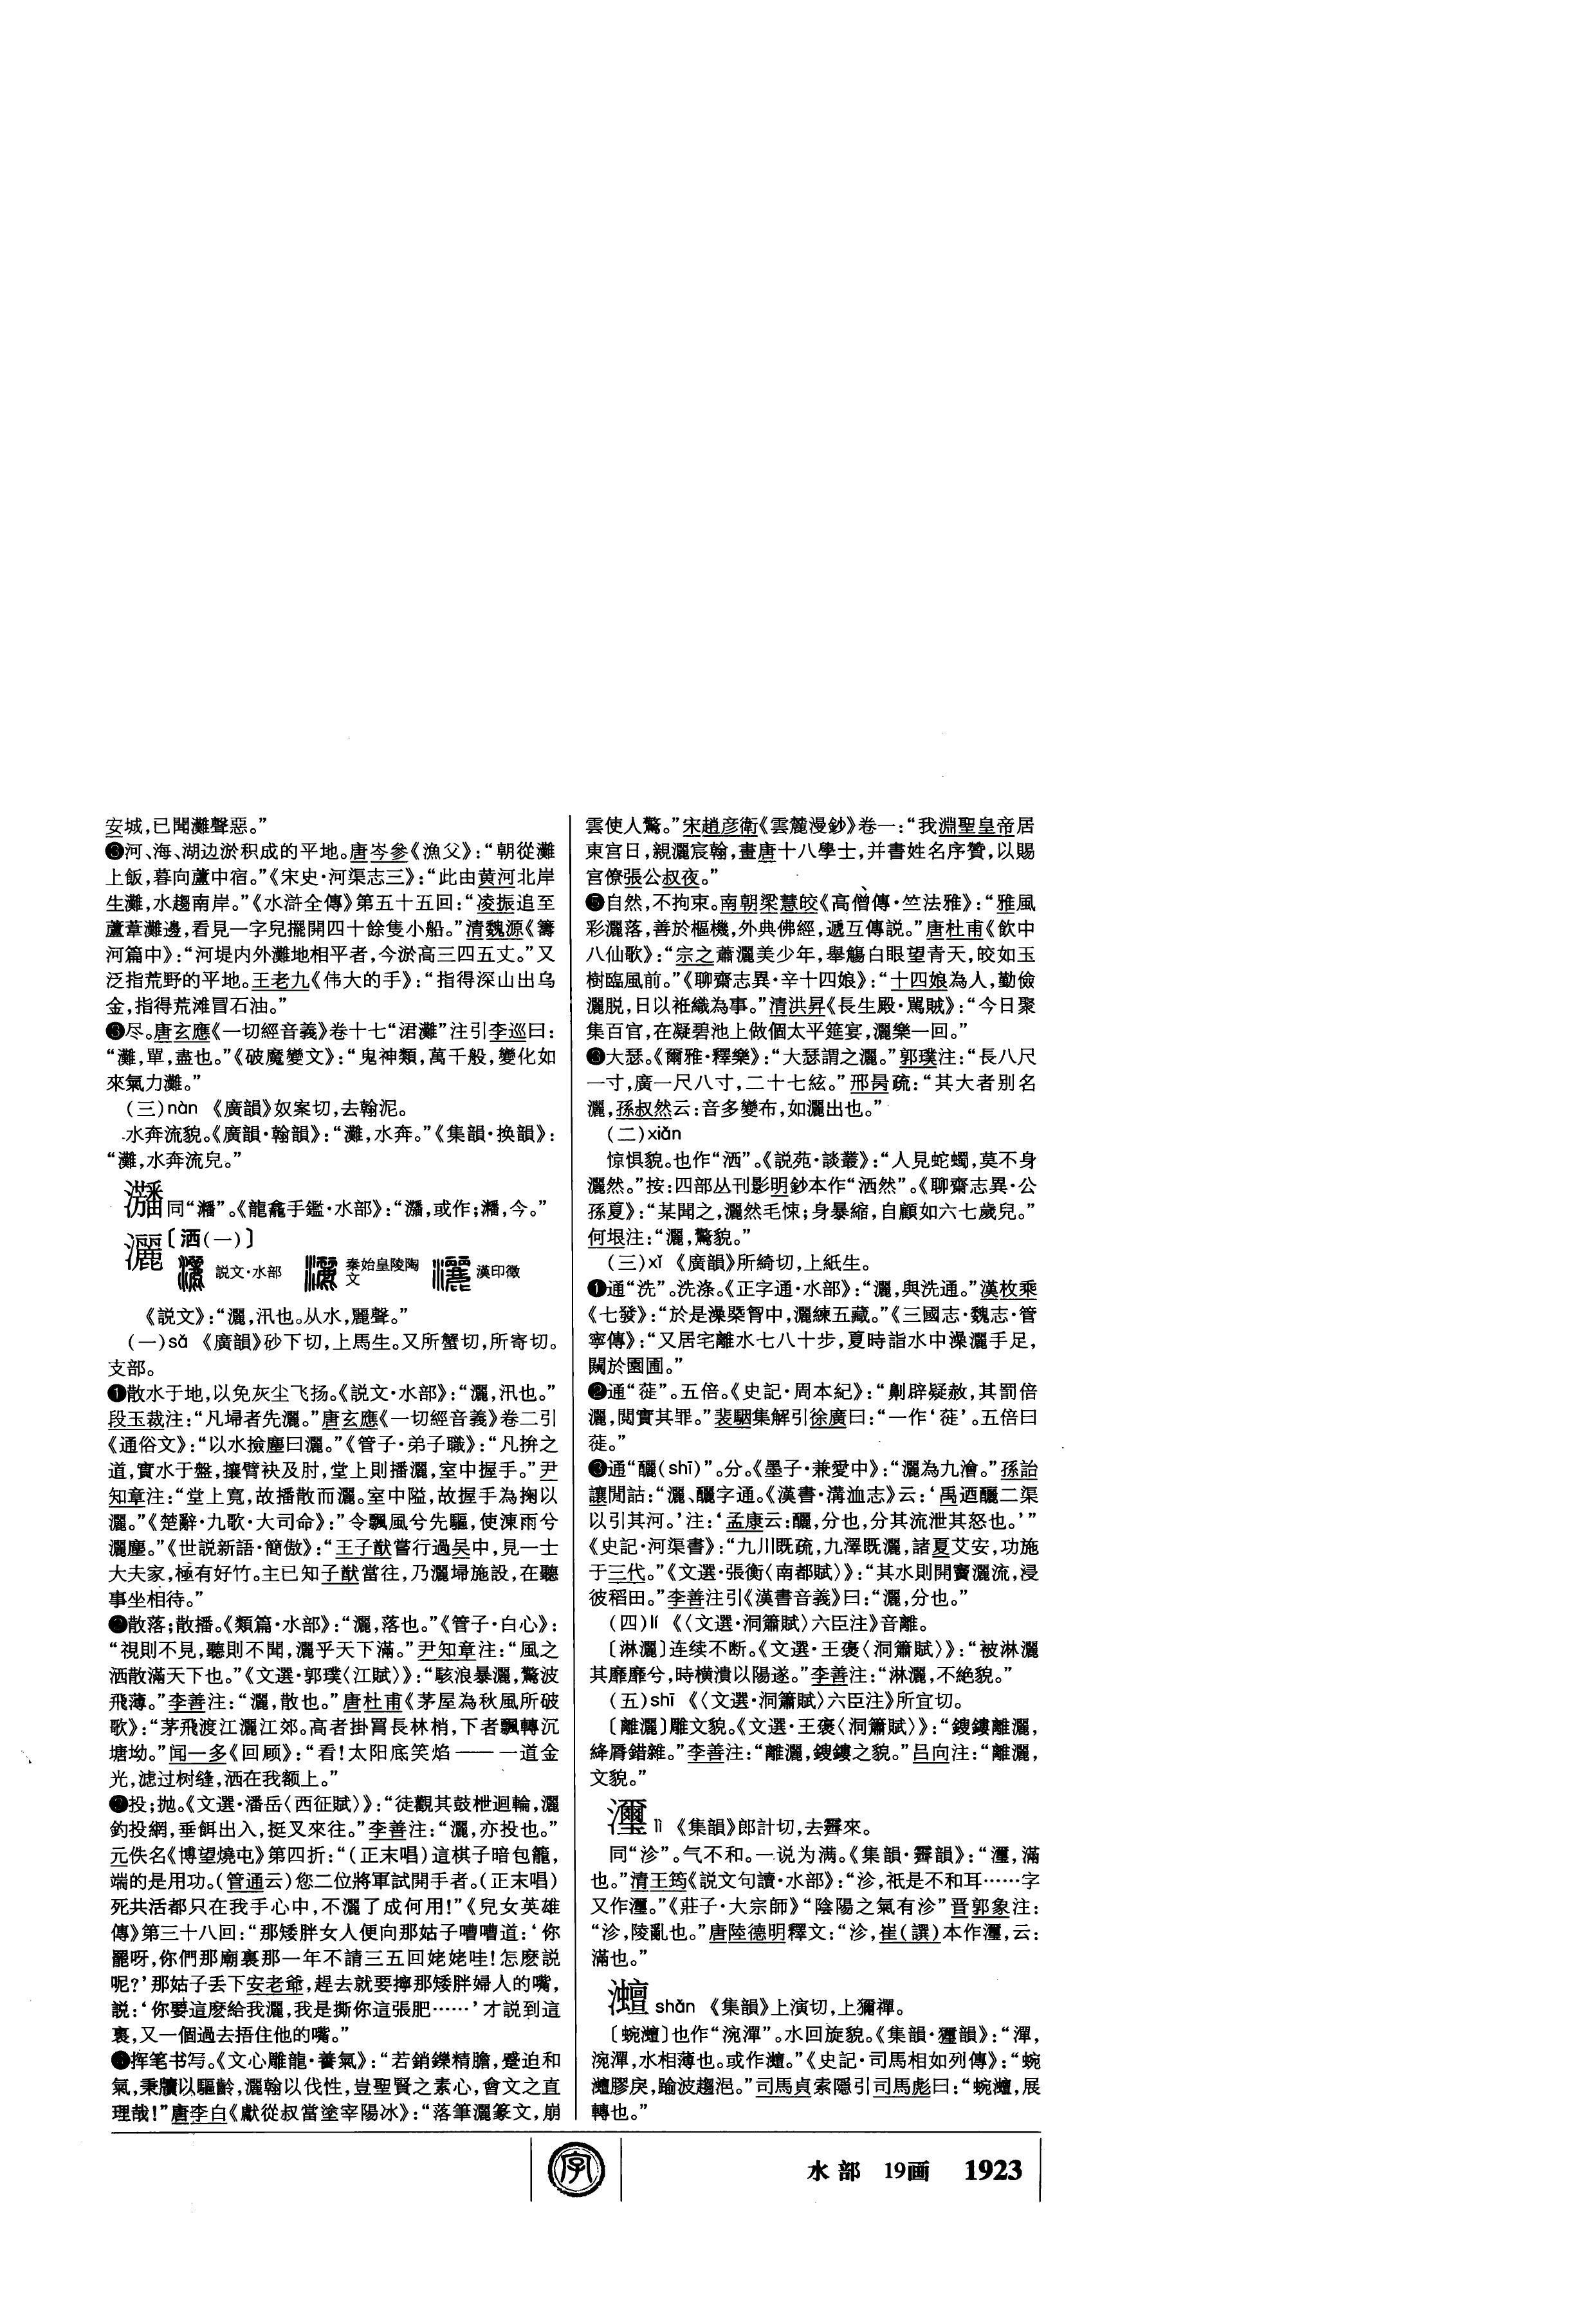 安城,已聞灘聲惡。”
❸河、海、湖边淤积成的平地。唐岑參《漁父》:“朝從灘
上飯,暮向蘆中宿。”《宋史·河渠志三》:“此由黄河北岸
生灘,水趨南岸。”《水滸全傳》第五十五回:“凌振追至
蘆葦灘邊,看見一字兒擺開四十餘隻小船。”清魏源《籌
河篇中》:“河堤内外灘地相平者,今淤高三四五丈。”又
泛指荒野的平地。王老九《伟大的手》:“指得深山出乌
金,指得荒滩冒石油。”
❸尽。唐玄應《一切經音義》卷十七“涒灘”注引李巡曰:
“灘,單,盡也。”《破魔變文》:“鬼神類,萬千般,變化如
來氣力灘。”
(三)nàn 《廣韻》奴案切,去翰泥。
水奔流貌。《廣韻·翰韻》:“灘,水奔。”《集韻·换韻》:
“灘,水奔流皃。”
同“灊”。《龍龕手鑑·水部》:“,或作;,今。”
灑〔洒(一)〕
説文·水部 秦始皇陵陶文 漢印徵
《説文》:“灑,汛也。从水,麗聲。”
(一)sǎ 《廣韻》砂下切,上馬生。又所蟹切,所寄切。
支部。
❶散水于地,以免灰尘飞扬。《説文·水部》:“灑,汛也。”
段玉裁注:“凡埽者先灑。”唐玄應《一切經音義》卷二引
《通俗文》:“以水撿塵曰灑。”《管子·弟子職》:“凡拚之
道,實水于盤,攘臂袂及肘,堂上則播灑,室中握手。”尹
知章注:“堂上寬,故播散而灑。室中隘,故握手為掬以
灑。”《楚辭·九歌·大司命》:”令飄風兮先驅,使涷雨兮
灑塵。”《世説新語·簡傲》:“王子猷嘗行過吴中,見一士
大夫家,極有好竹。主已知子猷當往,乃灑埽施設,在聽
事坐相待。”
❷散落;散播。《類篇·水部》:“灑,落也。”《管子·白心》:
“視則不見,聽則不聞,灑乎天下滿。”尹知章注:“風之
洒散滿天下也。”《文選·郭璞〈江賦〉》:“駭浪暴灑,驚波
飛薄。”李善注:“灑,散也。”唐杜甫《茅屋為秋風所破
歌》:“茅飛渡江灑江郊。高者掛罥長林梢,下者飄轉沉
塘坳。”闻一多《回顾》:“看!太阳底笑焰——一道金
光,滤过树缝,洒在我额上。”
❸投;抛。《文選·潘岳〈西征賦〉》:“徒觀其鼓枻迴輪,灑
釣投網,垂餌出入,挺叉來往。”李善注:“灑,亦投也。”
元佚名《博望燒屯》第四折:“(正末唱)這棋子暗包籠,
端的是用功。(管通云)您二位將軍試開手者。(正末唱)
死共活都只在我手心中,不灑了成何用!”《兒女英雄
傳》第三十八回:“那矮胖女人便向那姑子嘈嘈道:‘你
罷呀,你們那廟裏那一年不請三五回姥姥哇!怎麽説
呢?’那姑子丢下安老爺,趕去就要擰那矮胖婦人的嘴,
説:‘你要這麽給我灑,我是撕你這張肥……’才説到這
裏,又一個過去捂住他的嘴。”
❹挥笔书写。《文心雕龍·養氣》:“若銷鑠精膽,蹙迫和
氣,秉牘以驅齡,灑翰以伐性,豈聖賢之素心,會文之直
理哉!”唐李白《獻從叔當塗宰陽冰》:“落筆灑篆文,崩
雲使人驚。”宋趙彦衛《雲麓漫鈔》卷一:“我淵聖皇帝居
東宫日,親灑宸翰,畫唐十八學士,并書姓名序贊,以賜
宫僚張公叔夜。”
❺自然,不拘束。南朝梁慧皎《高僧傳·竺法雅》:“雅風
彩灑落,善於樞機,外典佛經,遞互傳説。”唐杜甫《飲中
八仙歌》:“宗之蕭灑美少年,舉觴白眼望青天,皎如玉
樹臨風前。”《聊齋志異·辛十四娘》:“十四娘為人,勤儉
灑脱,日以紝織為事。”清洪昇《長生殿·駡賊》:“今日聚
集百官,在凝碧池上做個太平筵宴,灑樂一回。”
❸大瑟。《爾雅·釋樂》:“大瑟謂之灑。”郭璞注:“長八尺
一寸,廣一尺八寸,二十七絃。”邢昺疏:“其大者别名
灑,孫叔然云:音多變布,如灑出也。”
(二)xiǎn
惊惧貌。也作“洒”。《説苑·談叢》:“人見蛇蠋,莫不身
灑然。”按:四部丛刊影明鈔本作“洒然”。《聊齋志異·公
孫夏》:“某聞之,灑然毛悚;身暴縮,自顧如六七歲兒。”
何垠注:“灑,驚貌。”
(三)xǐ 《廣韻》所綺切,上紙生。
❶通“洗”。洗涤。《正字通·水部》:“灑,與洗通。”漢枚乘
《七發》:“於是澡槩胷中,灑練五藏。”《三國志·魏志·管
寧傳》:“又居宅離水七八十步,夏時詣水中澡灑手足,
闚於園圃。”
❷通“蓰”。五倍。《史記·周本紀》:“劓辟疑赦,其罰倍
灑,閲實其罪。”裴駰集解引徐廣曰:“一作‘蓰’。五倍曰
蓰。”
❸通“釃(shī)”。分。《墨子·兼愛中》:“灑為九澮。”孫詒
讓閒詁:“灑、釃字通。《漢書·溝洫志》云:‘禹迺釃二渠
以引其河。’注:‘孟康云:釃,分也,分其流泄其怒也。’”
《史記·河渠書》:“九川既疏,九澤既灑,諸夏艾安,功施
于三代。”《文選·張衡〈南都賦〉》:“其水則開竇灑流,浸
彼稻田。”李善注引《漢書音義》曰:“灑,分也。”
(四)lí 《〈文選·洞簫賦〉六臣注》音離。
〔淋灑〕连续不断。《文選·王褒〈洞簫賦〉》:“被淋灑
其靡靡兮,時横潰以陽遂。”李善注:“淋灑,不絶貌。”
(五)shī 《〈文選·洞簫賦〉六臣注》所宜切。
〔離灑〕雕文貌。《文選·王褒〈洞簫賦〉》:“鎪鏤離灑,
絳脣錯雜。”李善注:“離灑,鎪鏤之貌。”吕向注:“離灑,
文貌。”
lì 《集韻》郎計切,去霽來。
同“沴”。气不和。一说为满。《集韻·霽韻》:“,滿
也。”清王筠《説文句讀·水部》:“沴,祇是不和耳……字
又作。”《莊子·大宗師》“陰陽之氣有沴”晋郭象注:
“沴,陵亂也。”唐陸德明釋文:“沴,崔(譔)本作,云:
滿也。”
shǎn 《集韻》上演切,上獮禪。
〔蜿灗〕也作“涴潬”。水回旋貌。《集韻·獮韻》:“潬,
涴潬,水相薄也。或作。”《史記·司馬相如列傳》:“蜿
膠戾,踰波趨浥。”司馬貞索隱引司馬彪曰:“蜿,展
轉也。”
字
水部 19画 1923